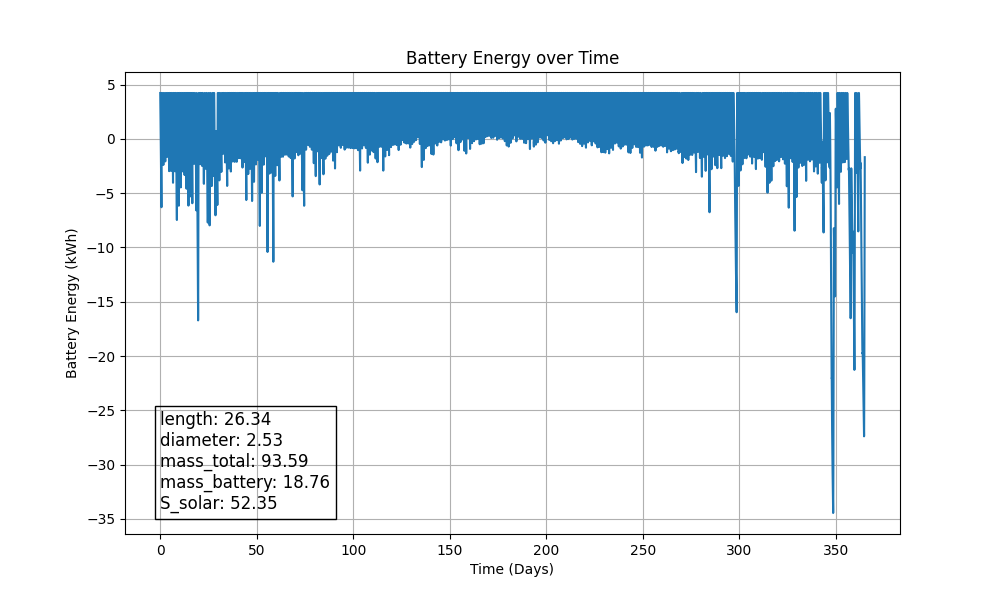 Battery Energy over Time
Battery Energy (kWh)
5
0
−5
−10
−15
−20
−25
−30
−35
length: 26.34
diameter: 2.53
mass_total: 93.59
mass_battery: 18.76
S_solar: 52.35
0 50 100 150 200 250 300 350
Time (Days)